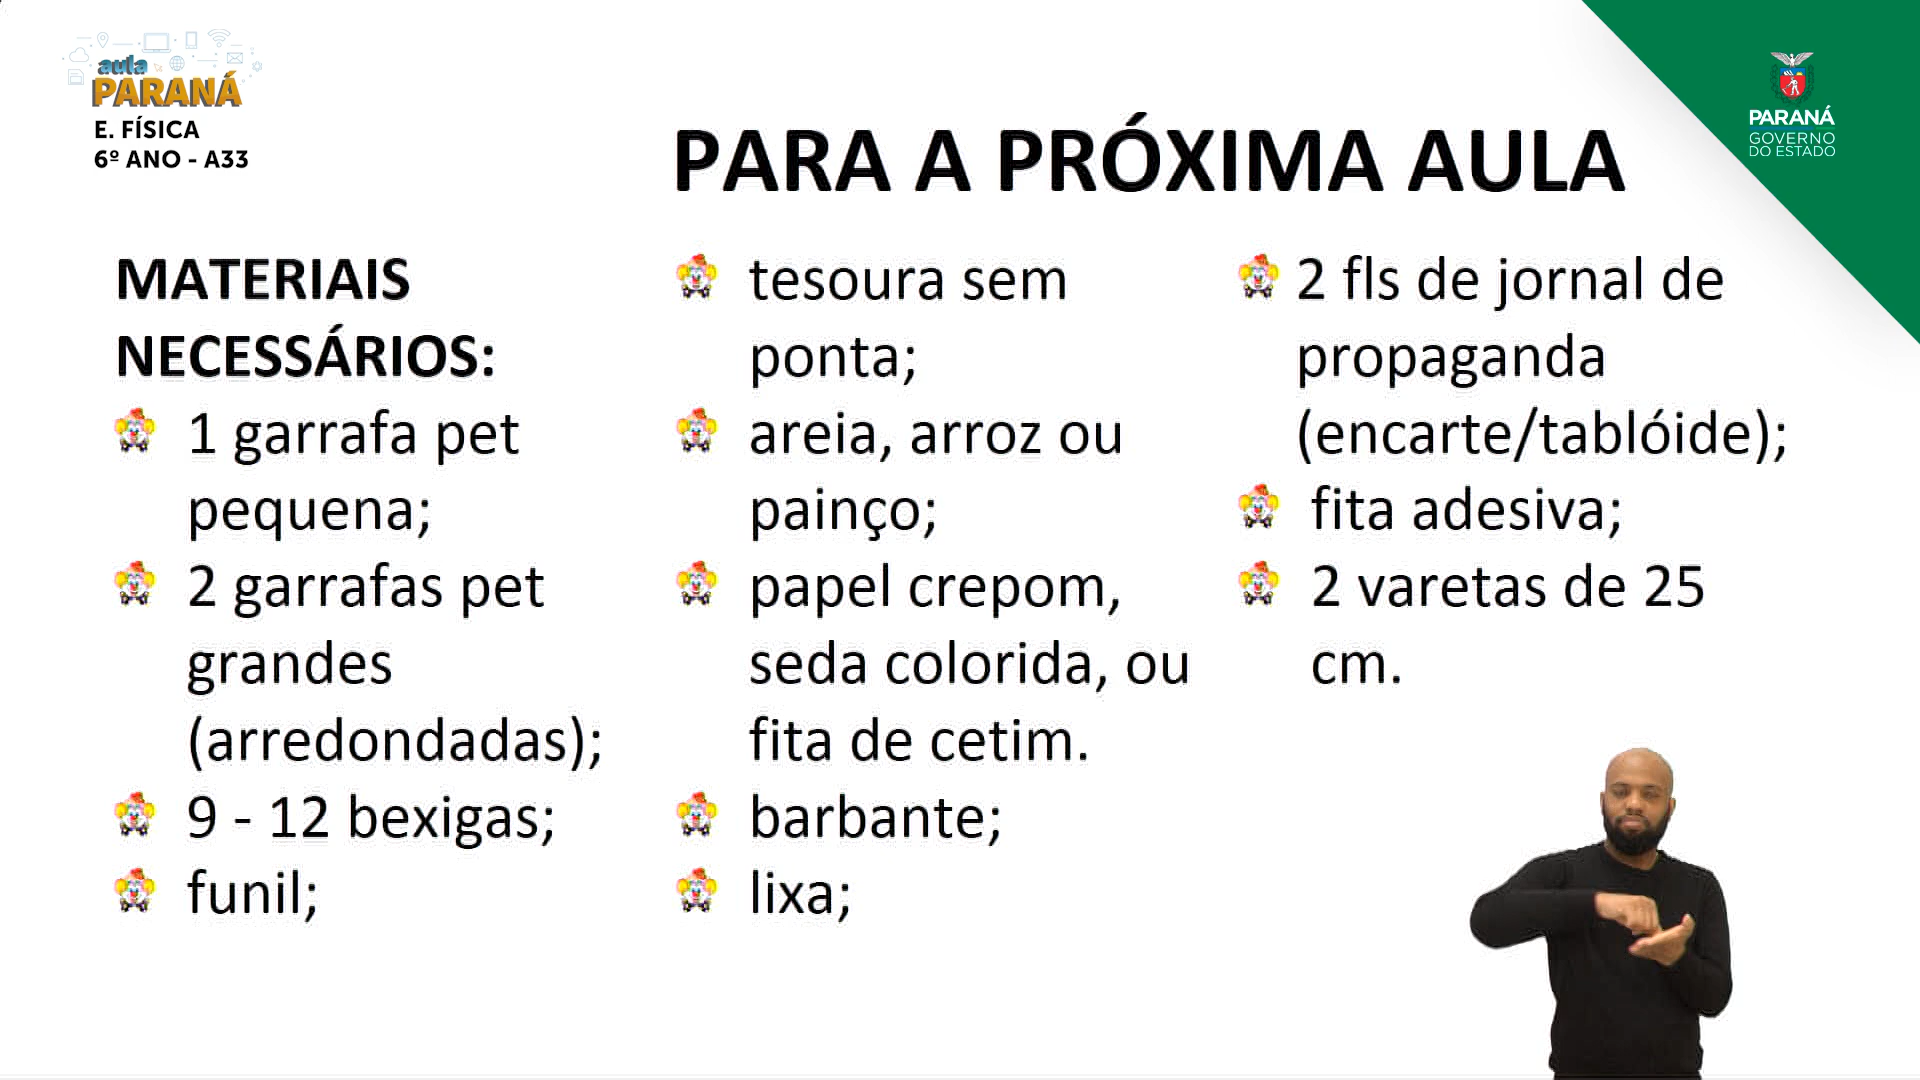 aula
PARANÁ
E. FÍSICA
6º ANO - A33
PARANÁ
GOVERNO
DO ESTADO
PARA A PRÓXIMA AULA
MATERIAIS
NECESSÁRIOS:
1 garrafa pet
pequena;
2 garrafas pet
grandes
(arredondadas);
9 - 12 bexigas;
funil;
tesoura sem
ponta;
areia, arroz ou
painço;
papel crepom,
seda colorida, ou
fita de cetim.
barbante;
lixa;
2 fls de jornal de
propaganda
(encarte/tablóide);
fita adesiva;
2 varetas de 25
cm.